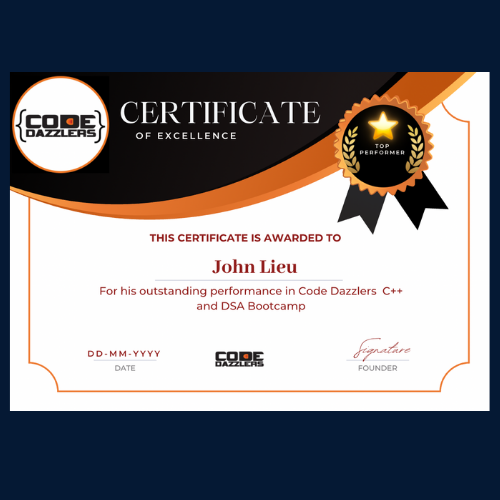 {CODE
DAZZLERS}
CERTIFICATE
OF EXCELLENCE
TOP
PERFORMER
THIS CERTIFICATE IS AWARDED TO
John Lieu
For his outstanding performance in Code Dazzlers C++
and DSA Bootcamp
DD-MM-YYYY
DATE
CODE
DAZZLERS
Signature
FOUNDER